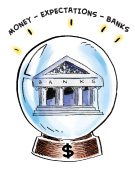 MONEY - EXPECTATIONS - BANKS
BANKS
$